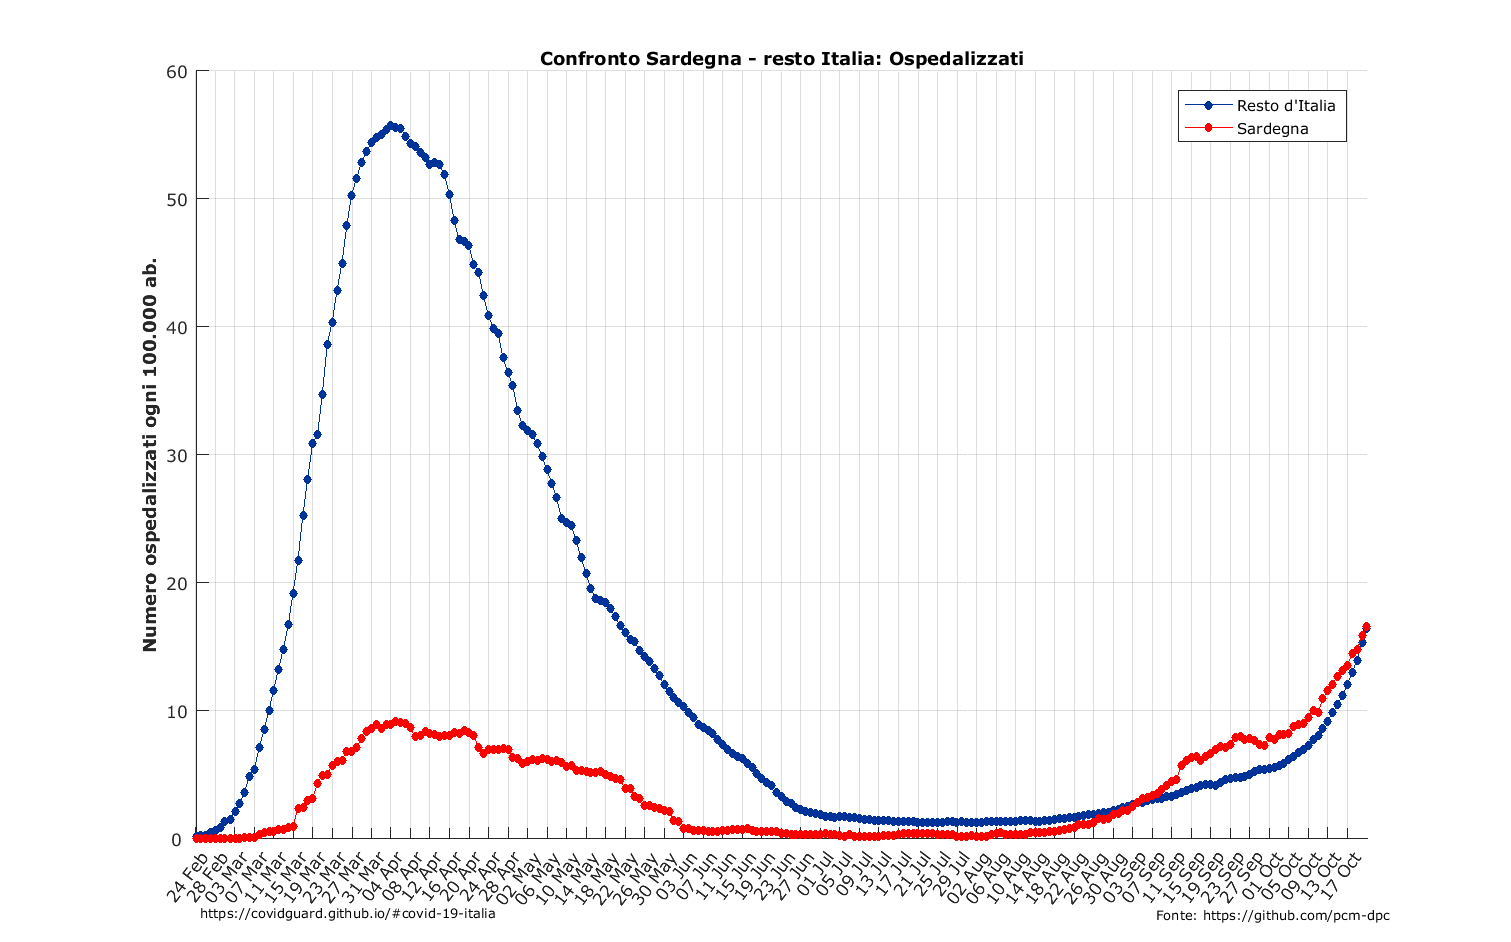 Confronto Sardegna - resto Italia: Ospedalizzati
Resto d'Italia
Sardegna
Numero ospedalizzati ogni 100.000 ab.
60
50
40
30
20
10
0
24 Feb
28 Feb
03 Mar
07 Mar
11 Mar
15 Mar
19 Mar
23 Mar
27 Mar
31 Mar
04 Apr
08 Apr
12 Apr
16 Apr
20 Apr
24 Apr
28 Apr
02 May
06 May
10 May
14 May
18 May
22 May
26 May
30 May
03 Jun
07 Jun
11 Jun
15 Jun
19 Jun
23 Jun
27 Jun
01 Jul
05 Jul
09 Jul
13 Jul
17 Jul
21 Jul
25 Jul
29 Jul
02 Aug
06 Aug
10 Aug
14 Aug
18 Aug
22 Aug
26 Aug
30 Aug
03 Sep
07 Sep
11 Sep
15 Sep
19 Sep
23 Sep
27 Sep
01 Oct
05 Oct
09 Oct
13 Oct
17 Oct
https://covidguard.github.io/#covid-19-italia
Fonte: https://github.com/pcm-dpc